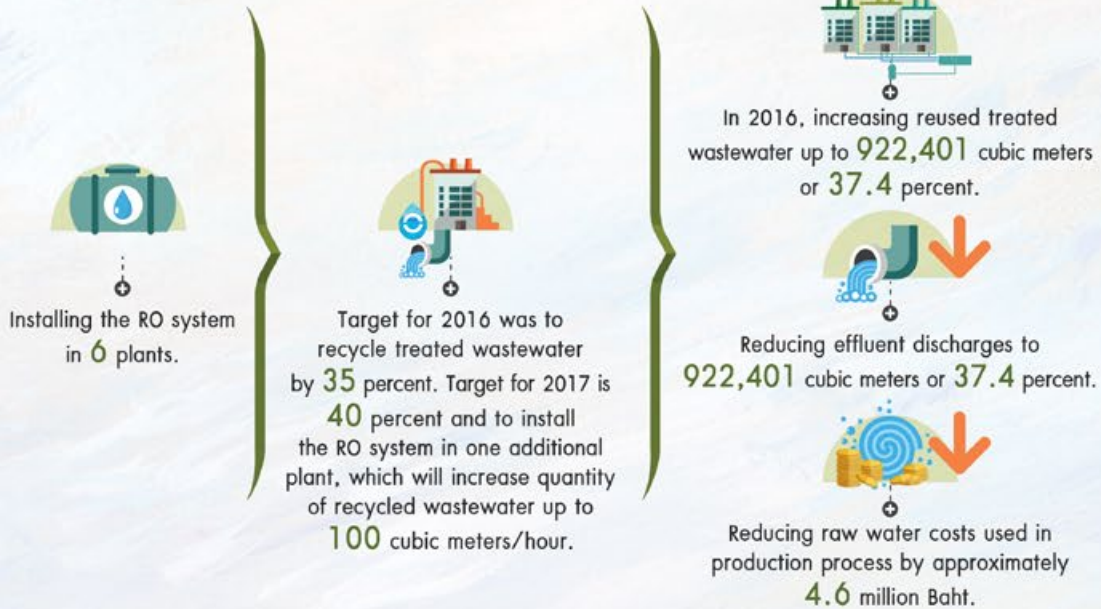 Installing the RO system
in 6 plants.
Target for 2016 was to
recycle treated wastewater
by 35 percent. Target for 2017 is
40 percent and to install
the RO system in one additional
plant, which will increase quantity
of recycled wastewater up to
100 cubic meters/hour.
In 2016, increasing reused treated
wastewater up to 922,401 cubic meters
or 37.4 percent.
Reducing effluent discharges to
922,401 cubic meters or 37.4 percent.
Reducing raw water costs used in
production process by approximately
4.6 million Baht.